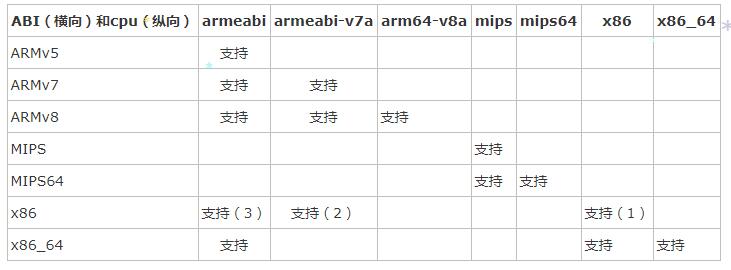 ABI（横向）和cpu（纵向） armeabi armeabi-v7a arm64-v8a mips mips64 x86 x86_64
ARMv5 支持
ARMv7 支持 支持
ARMv8 支持 支持 支持
MIPS 支持
MIPS64 支持 支持
x86 支持（3） 支持（2） 支持（1）
x86_64 支持 支持 支持